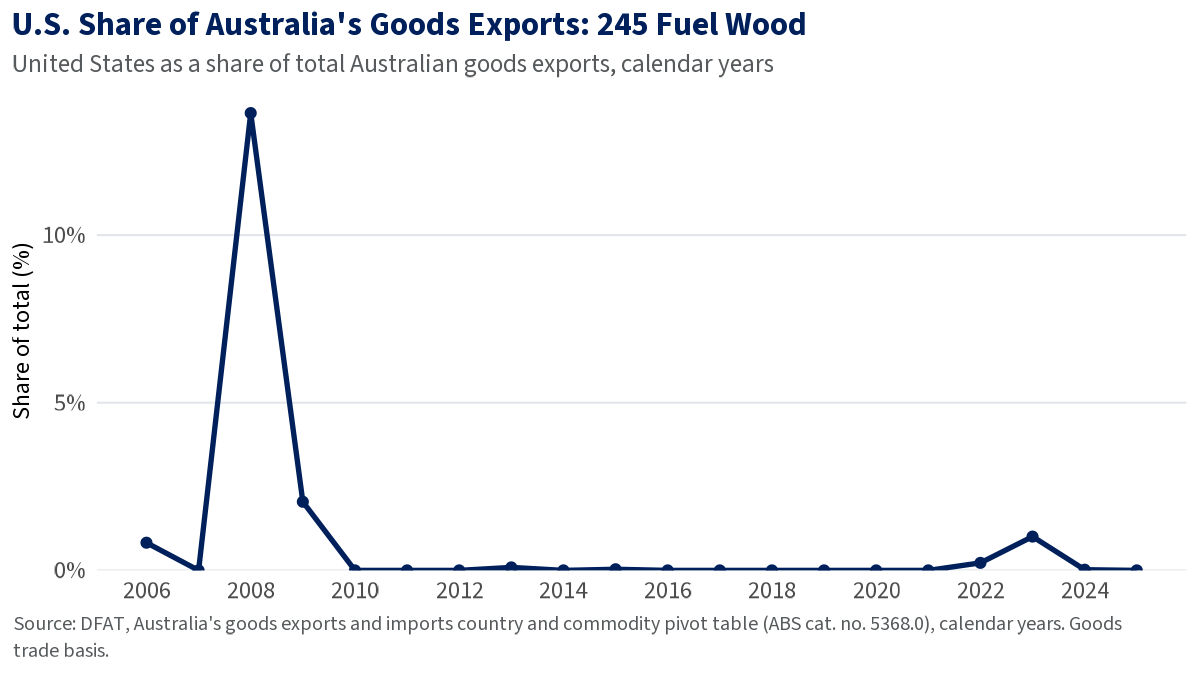 U.S. Share of Australia's Goods Exports: 245 Fuel Wood
United States as a share of total Australian goods exports, calendar years
Share of total (%)
10%
5%
0%
2006 2008 2010 2012 2014 2016 2018 2020 2022 2024
Source: DFAT, Australia's goods exports and imports country and commodity pivot table (ABS cat. no. 5368.0), calendar years. Goods
trade basis.